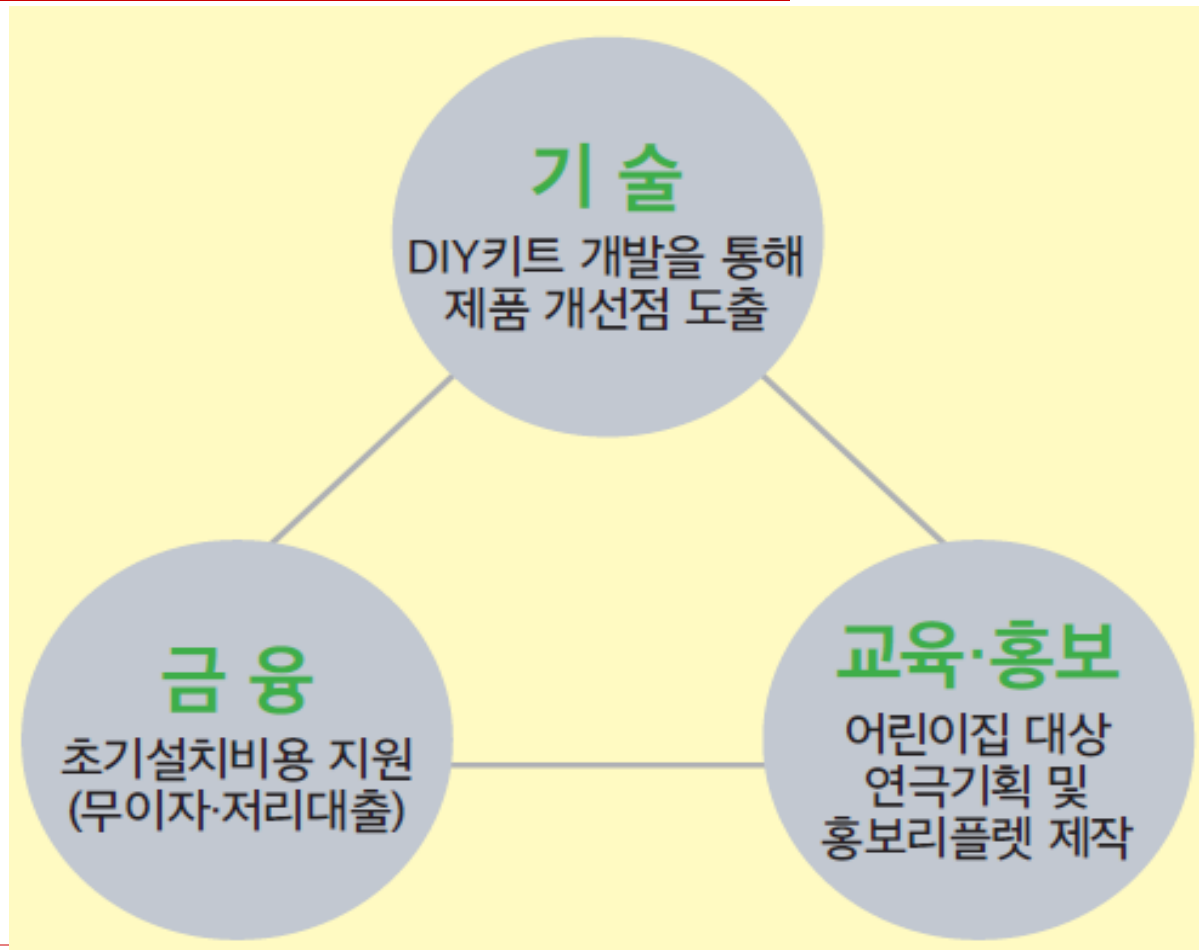 기 술
DIY키트 개발을 통해
제품 개선점 도출
금 융
초기설치비용 지원
(무이자·저리대출)
교육·홍보
어린이집 대상
연극기획 및
홍보리플렛 제작